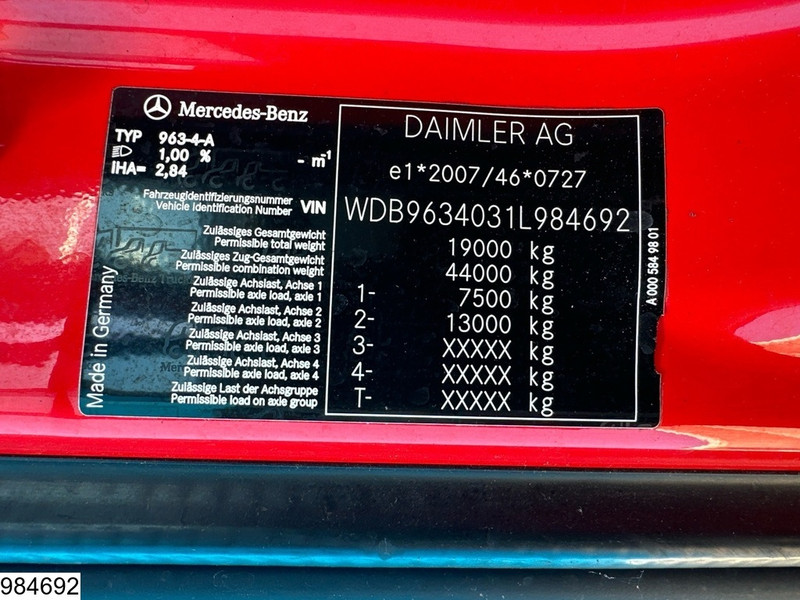 Mercedes-Benz
TYP 963-4-A
1,00 % - m⁻¹
iHA= 2,84
DAIMLER AG
e1*2007/46*0727
Fahrzeugidentifizierungsnummer
Vehicle Identification Number VIN WDB9634031L984692
Zulässiges Gesamtgewicht
Permissible total weight 19000 kg
Zulässiges Zug-Gesamtgewicht
Permissible combination weight 44000 kg
Zulässige Achslast, Achse 1
Permissible axle load, axle 1 1- 7500 kg
Zulässige Achslast, Achse 2
Permissible axle load, axle 2 2- 13000 kg
Zulässige Achslast, Achse 3
Permissible axle load, axle 3 3- XXXXX kg
Zulässige Achslast, Achse 4
Permissible axle load, axle 4 4- XXXXX kg
Zulässige Last der Achsgruppe
Permissible load on axle group T- XXXXX kg
Made in Germany
A 000 584 98 01
984692